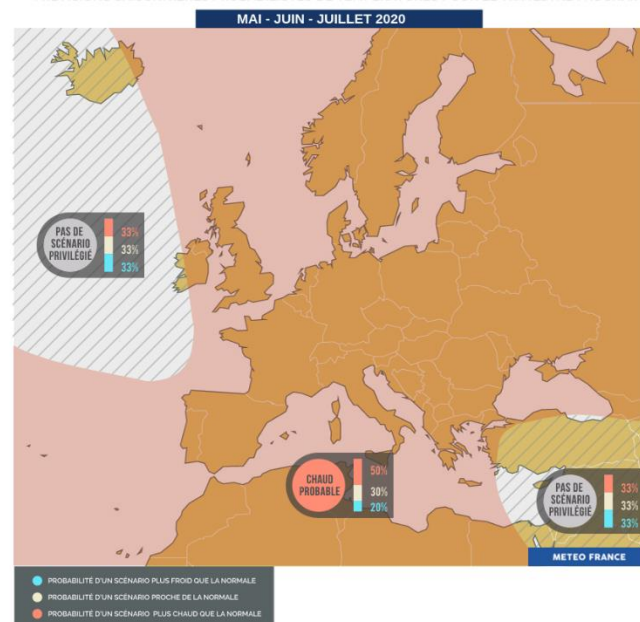 MAI - JUIN - JUILLET 2020
PAS DE
SCÉNARIO
PRIVILÉGIÉ
33%
33%
33%
CHAUD
PROBABLE
50%
30%
20%
PAS DE
SCÉNARIO
PRIVILÉGIÉ
33%
33%
33%
METEO FRANCE
PROBABILITÉ D'UN SCÉNARIO PLUS FROID QUE LA NORMALE
PROBABILITÉ D'UN SCÉNARIO PROCHE DE LA NORMALE
PROBABILITÉ D'UN SCÉNARIO PLUS CHAUD QUE LA NORMALE